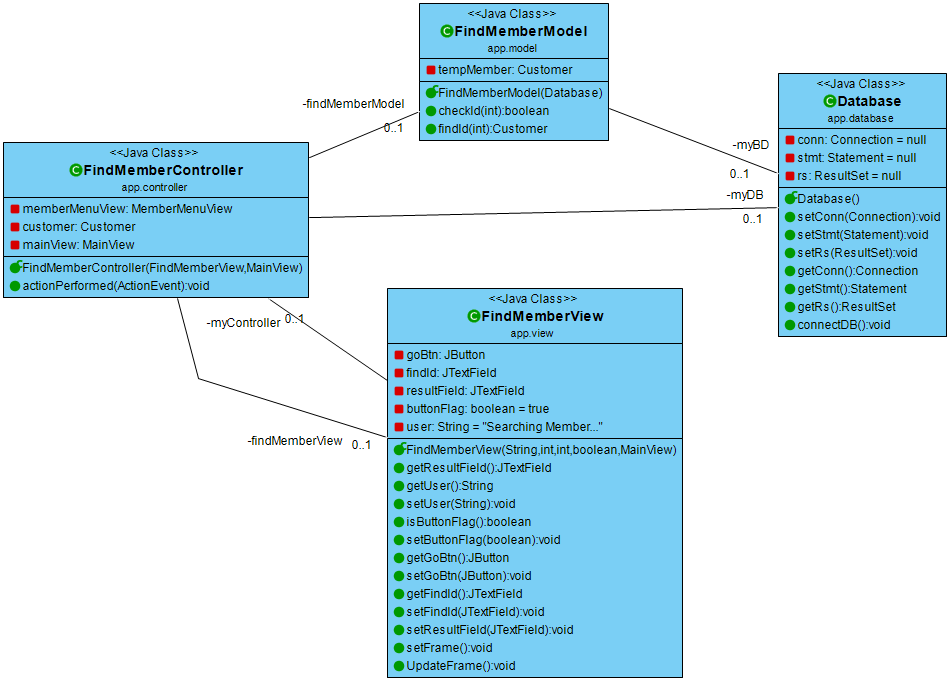 <<Java Class>>
FindMemberModel
app.model
tempMember: Customer
FindMemberModel(Database)
checkId(int):boolean
findId(int):Customer
-findMemberModel
0..1
<<Java Class>>
Database
app.database
conn: Connection = null
stmt: Statement = null
rs: ResultSet = null
Database()
setConn(Connection):void
setStmt(Statement):void
setRs(ResultSet):void
getConn():Connection
getStmt():Statement
getRs():ResultSet
connectDB():void
-myBD
0..1
-myDB
0..1
<<Java Class>>
FindMemberController
app.controller
memberMenuView: MemberMenuView
customer: Customer
mainView: MainView
FindMemberController(FindMemberView,MainView)
actionPerformed(ActionEvent):void
-myController
0..1
-findMemberView
0..1
<<Java Class>>
FindMemberView
app.view
goBtn: JButton
findId: JTextField
resultField: JTextField
buttonFlag: boolean = true
user: String = "Searching Member..."
FindMemberView(String,int,int,boolean,MainView)
getResultField():JTextField
getUser():String
setUser(String):void
isButtonFlag():boolean
setButtonFlag(boolean):void
getGoBtn():JButton
setGoBtn(JButton):void
getFindId():JTextField
setFindId(JTextField):void
setResultField(JTextField):void
setFrame():void
UpdateFrame():void